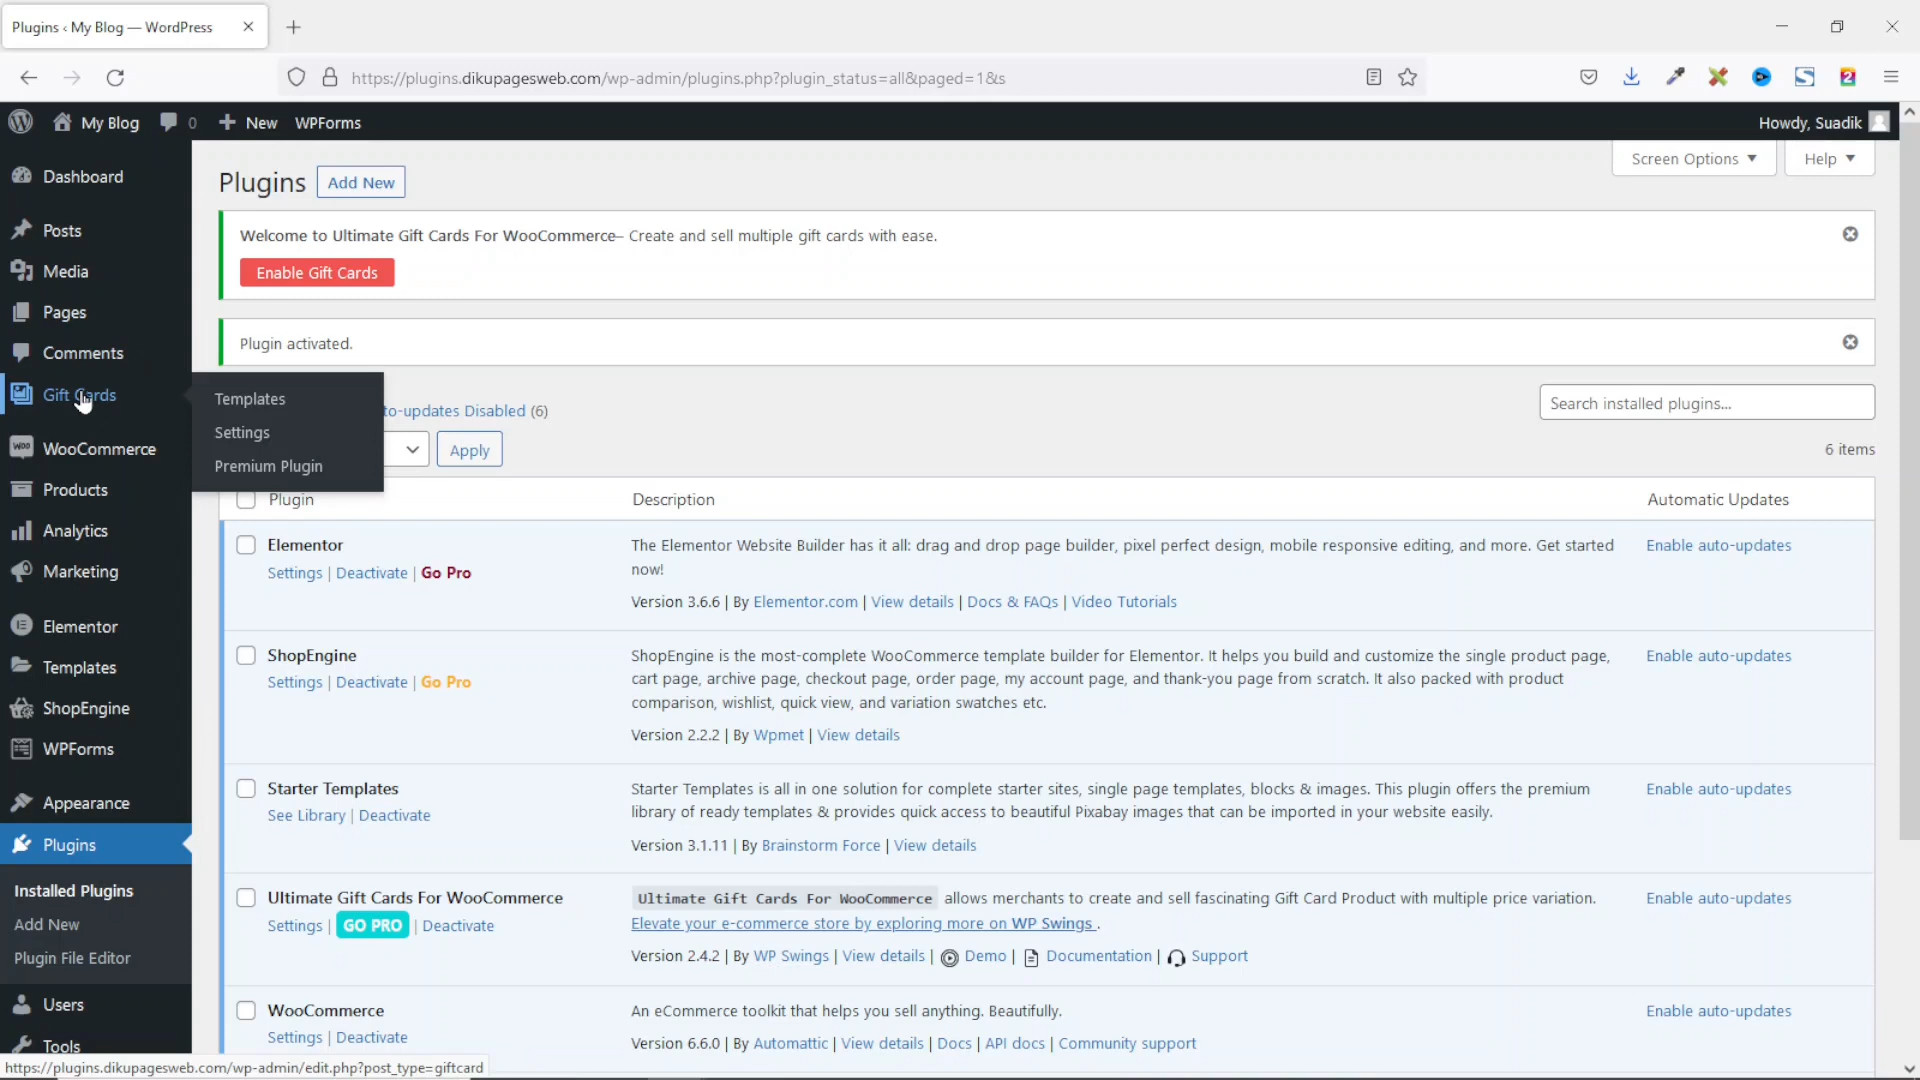 Plugins ‹ My Blog — WordPress
https://plugins.dikupagesweb.com/wp-admin/plugins.php?plugin_status=all&paged=1&s
My Blog 0 New WPForms Howdy, Suadik
Screen Options Help
Dashboard
Posts
Media
Pages
Comments
Gift Cards
Templates
Settings
Premium Plugin
WooCommerce
Products
Analytics
Marketing
Elementor
Templates
ShopEngine
WPForms
Appearance
Plugins
Installed Plugins
Add New
Plugin File Editor
Users
Tools
Plugins Add New
Welcome to Ultimate Gift Cards For WooCommerce– Create and sell multiple gift cards with ease.
Enable Gift Cards
Plugin activated.
to-updates Disabled (6)
Search installed plugins...
Apply
6 items
Plugin Description Automatic Updates
Elementor
Settings | Deactivate | Go Pro
The Elementor Website Builder has it all: drag and drop page builder, pixel perfect design, mobile responsive editing, and more. Get started
now!
Version 3.6.6 | By Elementor.com | View details | Docs & FAQs | Video Tutorials
Enable auto-updates
ShopEngine
Settings | Deactivate | Go Pro
ShopEngine is the most-complete WooCommerce template builder for Elementor. It helps you build and customize the single product page,
cart page, archive page, checkout page, order page, my account page, and thank-you page from scratch. It also packed with product
comparison, wishlist, quick view, and variation swatches etc.
Version 2.2.2 | By Wpmet | View details
Enable auto-updates
Starter Templates
See Library | Deactivate
Starter Templates is all in one solution for complete starter sites, single page templates, blocks & images. This plugin offers the premium
library of ready templates & provides quick access to beautiful Pixabay images that can be imported in your website easily.
Version 3.1.11 | By Brainstorm Force | View details
Enable auto-updates
Ultimate Gift Cards For WooCommerce
Settings | GO PRO | Deactivate
Ultimate Gift Cards For WooCommerce allows merchants to create and sell fascinating Gift Card Product with multiple price variation.
Elevate your e-commerce store by exploring more on WP Swings .
Version 2.4.2 | By WP Swings | View details | Demo | Documentation | Support
Enable auto-updates
WooCommerce
Settings | Deactivate
An eCommerce toolkit that helps you sell anything. Beautifully.
Version 6.6.0 | By Automattic | View details | Docs | API docs | Community support
Enable auto-updates
https://plugins.dikupagesweb.com/wp-admin/edit.php?post_type=giftcard